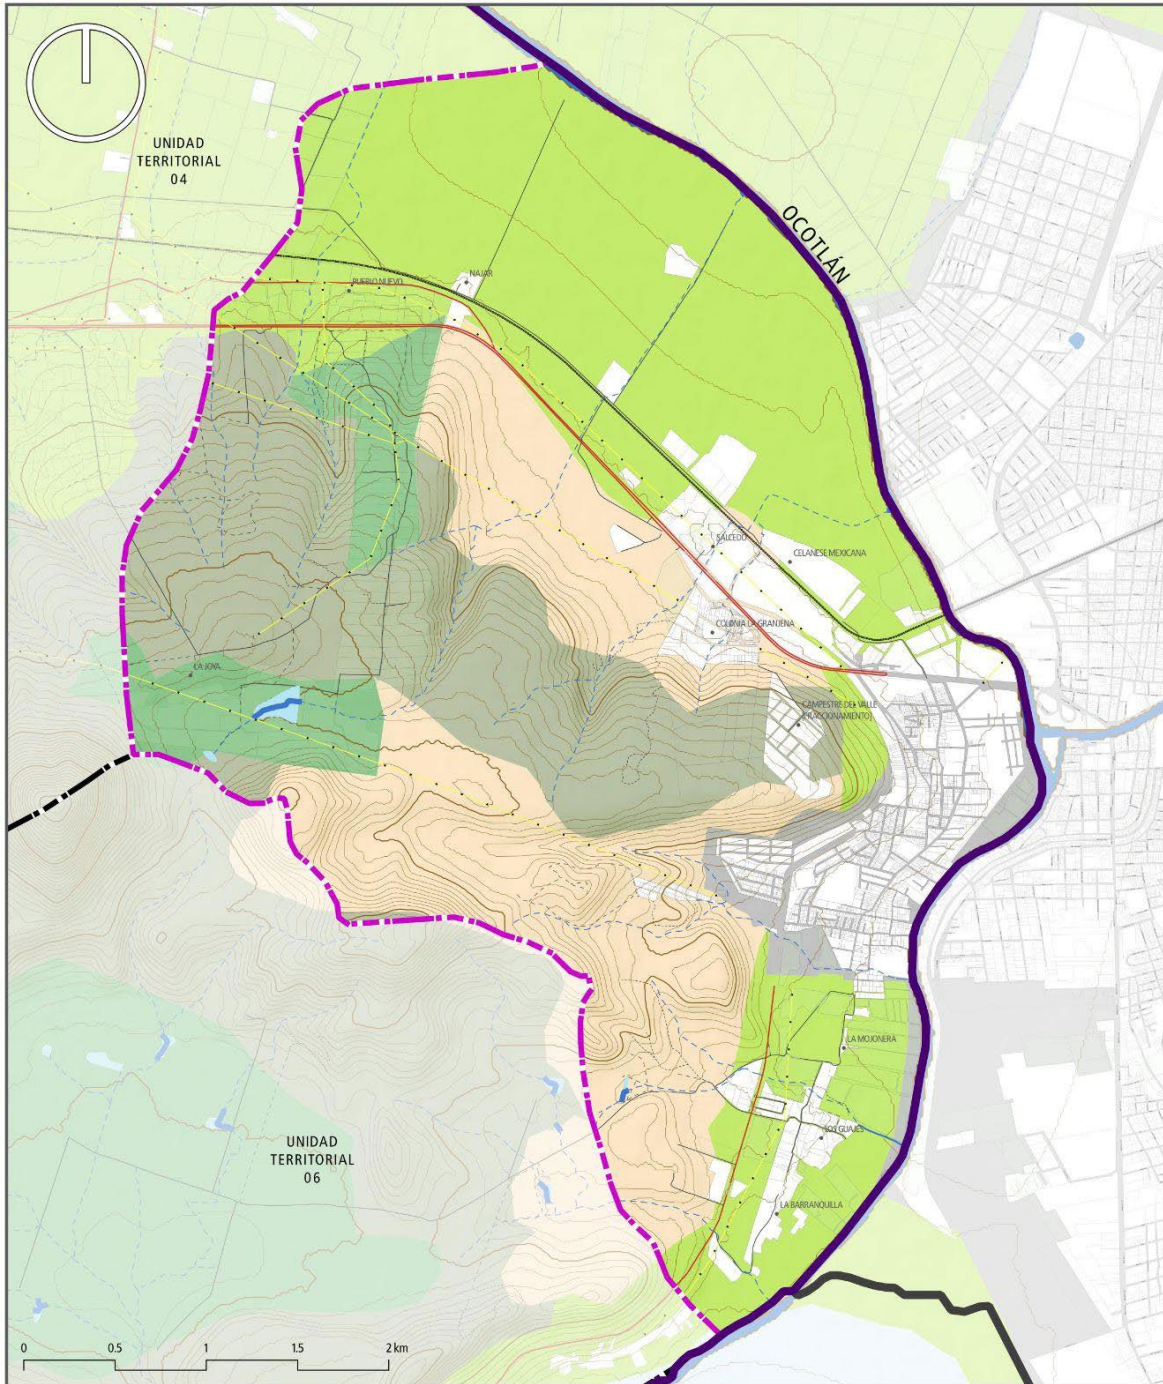 UNIDAD
TERRITORIAL
04
OCOTLÁN
NAJAR
PUEBLO NUEVO
SALCEDO
CELANESE MEXICANA
COLONIA LA GRANJENA
LA JOYA
CAMPESTRE DEL VALLE
[FRACCIONAMIENTO]
LA MOJONERA
UNIDAD
TERRITORIAL
06
LOS GUAJES
LA BARRANQUILLA
0 0.5 1 1.5 2 km